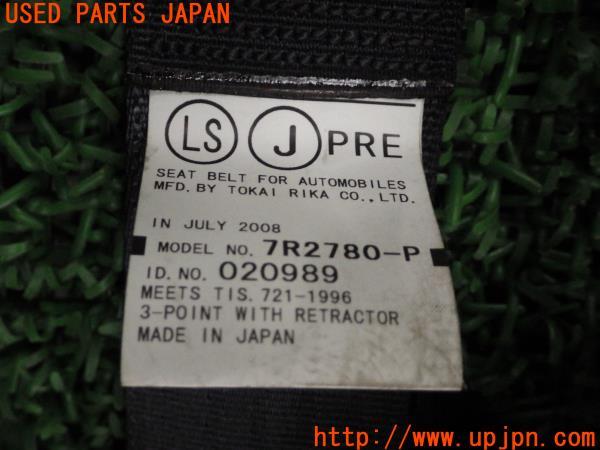 USED PARTS JAPAN
LS J PRE
SEAT BELT FOR AUTOMOBILES
MFD. BY TOKAI RIKA CO., LTD.
IN JULY 2008
MODEL NO. 7R2780-P
ID. NO. 020989
MEETS TIS. 721-1996
3-POINT WITH RETRACTOR
MADE IN JAPAN
http://www.upjpn.com/